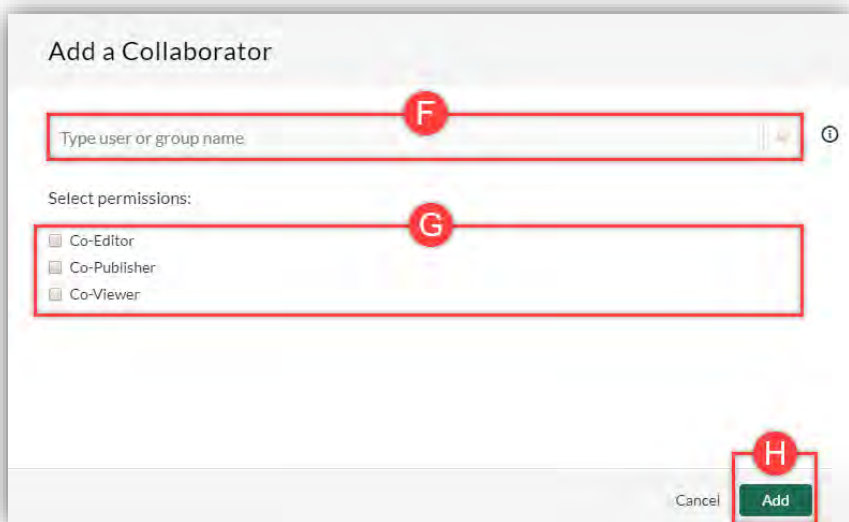 Add a Collaborator
F
Type user or group name
Select permissions:
G
Co-Editor
Co-Publisher
Co-Viewer
H
Cancel Add